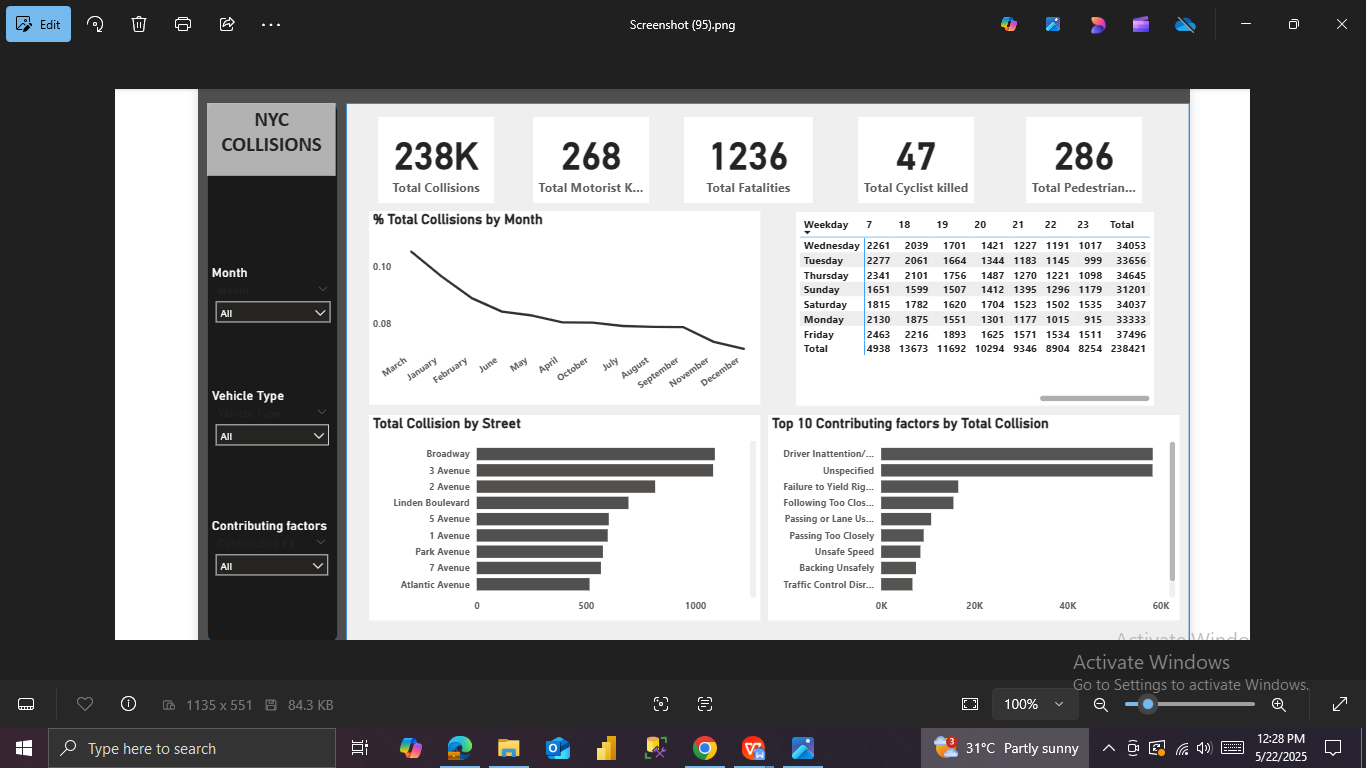 Edit
Screenshot (95).png
NYC
COLLISIONS
238K
Total Collisions
268
Total Motorist K...
1236
Total Fatalities
47
Total Cyclist killed
286
Total Pedestrian...
Month
Month
All
Vehicle Type
Vehicle Type
All
Contributing factors
Contributing Fa
All
% Total Collisions by Month
0.10
0.08
March January February June May April October July August September November December
Weekday 7 18 19 20 21 22 23 Total
Wednesday 2261 2039 1701 1421 1227 1191 1017 34053
Tuesday 2277 2061 1664 1344 1183 1145 999 33656
Thursday 2341 2101 1756 1487 1270 1221 1098 34645
Sunday 1651 1599 1507 1412 1395 1296 1179 31201
Saturday 1815 1782 1620 1704 1523 1502 1535 34037
Monday 2130 1875 1551 1301 1177 1015 915 33333
Friday 2463 2216 1893 1625 1571 1534 1511 37496
Total 4938 13673 11692 10294 9346 8904 8254 238421
Total Collision by Street
Broadway
3 Avenue
2 Avenue
Linden Boulevard
5 Avenue
1 Avenue
Park Avenue
7 Avenue
Atlantic Avenue
0 500 1000
Top 10 Contributing factors by Total Collision
Driver Inattention/...
Unspecified
Failure to Yield Rig...
Following Too Clos...
Passing or Lane Us...
Passing Too Closely
Unsafe Speed
Backing Unsafely
Traffic Control Disr...
0K 20K 40K 60K
Activate Windo
Activate Windows
Go to Settings to activate Windows.
1135 x 551 84.3 KB
100%
Type here to search
3
31°C Partly sunny
12:28 PM
5/22/2025